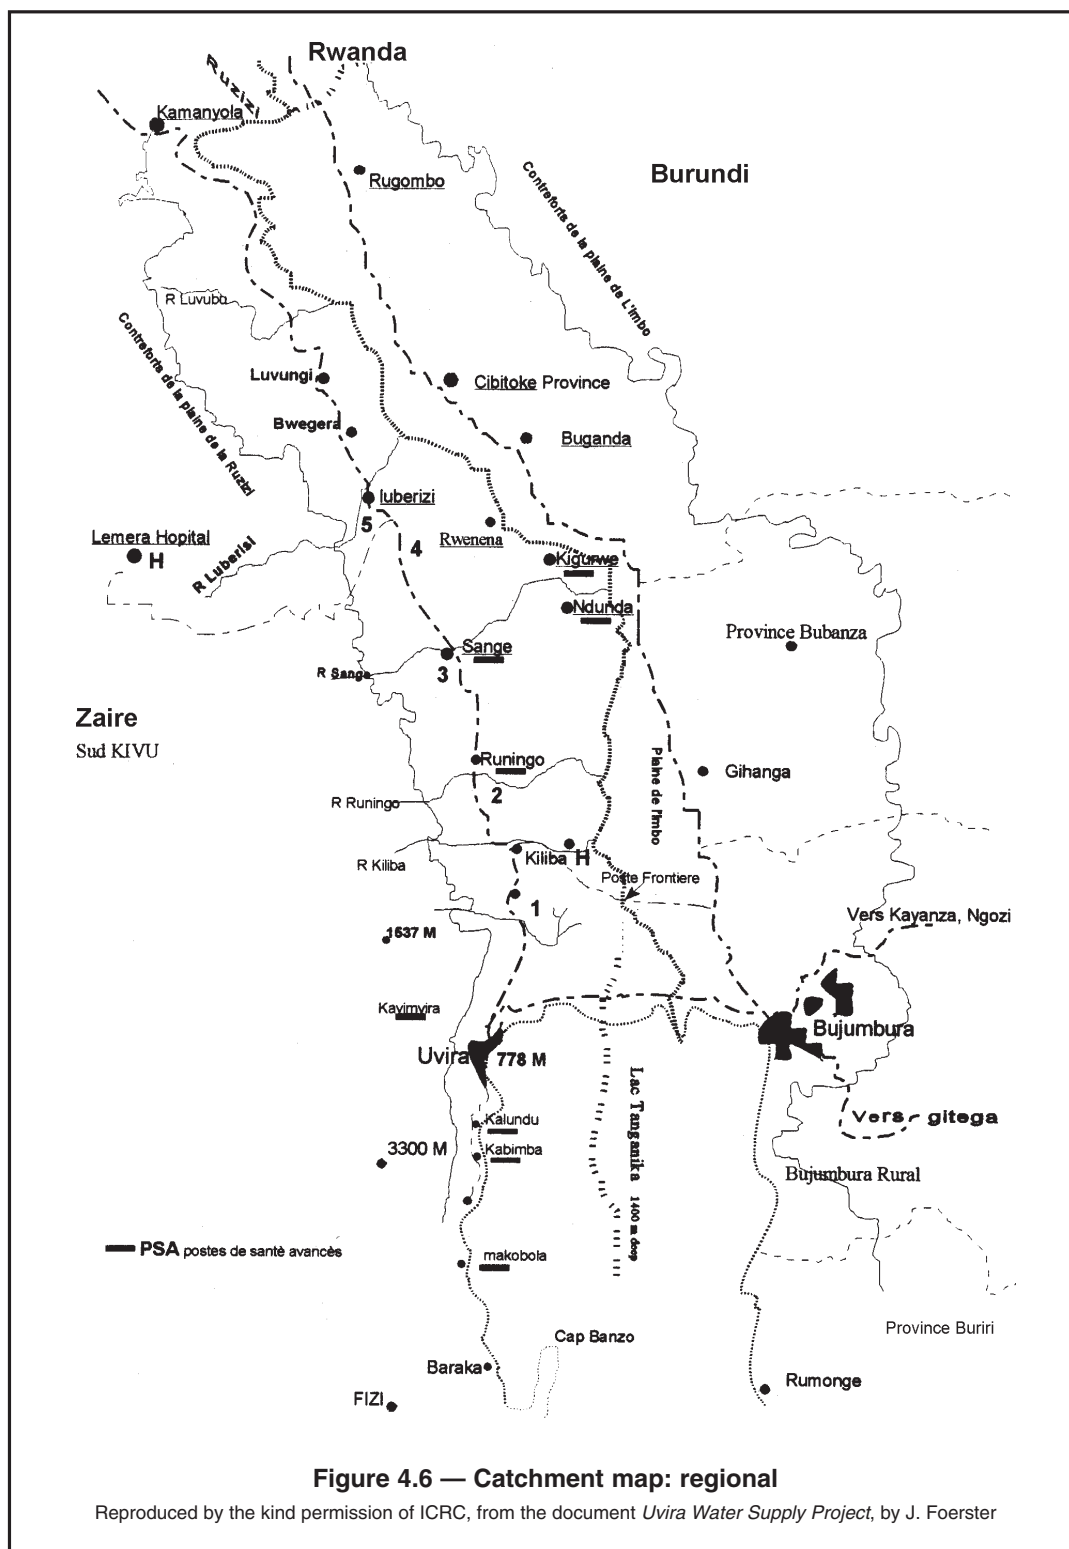 Rwanda
Ruzizi
Kamanyola
Burundi
Rugombo
Contreforts de la plaine de L'imbo
R Luvubu
Contreforts de la plaine de la Ruzizi
Luvungi
Cibitoke Province
Bwegera
Buganda
luberizi
5
4
Rwenena
Lemera Hopital
H
R Luberisi
Kigurwe
Ndunda
Province Bubanza
Sange
3
R Sange
Zaire
Sud KIVU
Runingo
Plaine de l'imbo
Gihanga
2
R Runingo
Kiliba
H
R Kiliba
Poste Frontiere
1
Vers Kayanza, Ngozi
1537 M
Kavimvira
Bujumbura
Uvira
778 M
Lac Tanganika 1400 m deep
Vers gitega
Kalundu
3300 M
Kabimba
Bujumbura Rural
PSA postes de santè avancès
makobola
Province Buriri
Cap Banzo
Baraka
Rumonge
FIZI
Figure 4.6 — Catchment map: regional
Reproduced by the kind permission of ICRC, from the document Uvira Water Supply Project, by J. Foerster